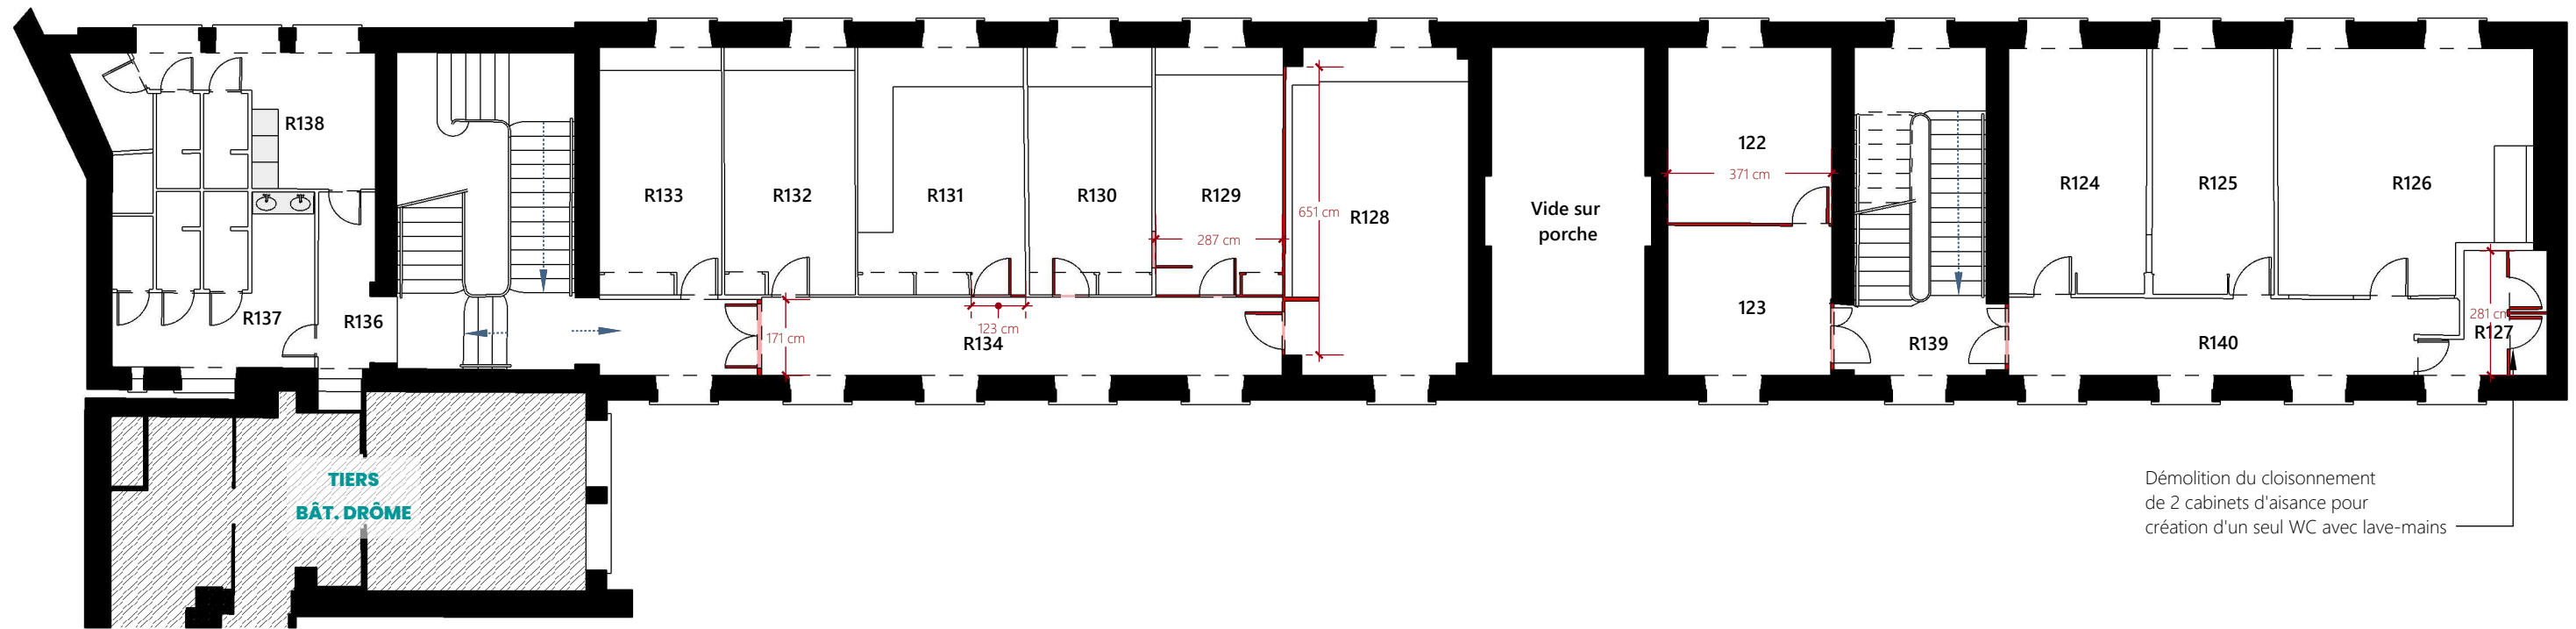 R138
R137
R136
R133
R132
R131
R130
R129
287 cm
651 cm
R128
171 cm
123 cm
R134
Vide sur
porche
122
371 cm
123
R139
R124
R125
R126
R140
281 cm
R127
TIERS
BÂT. DRÔME
Démolition du cloisonnement
de 2 cabinets d'aisance pour
création d'un seul WC avec lave-mains